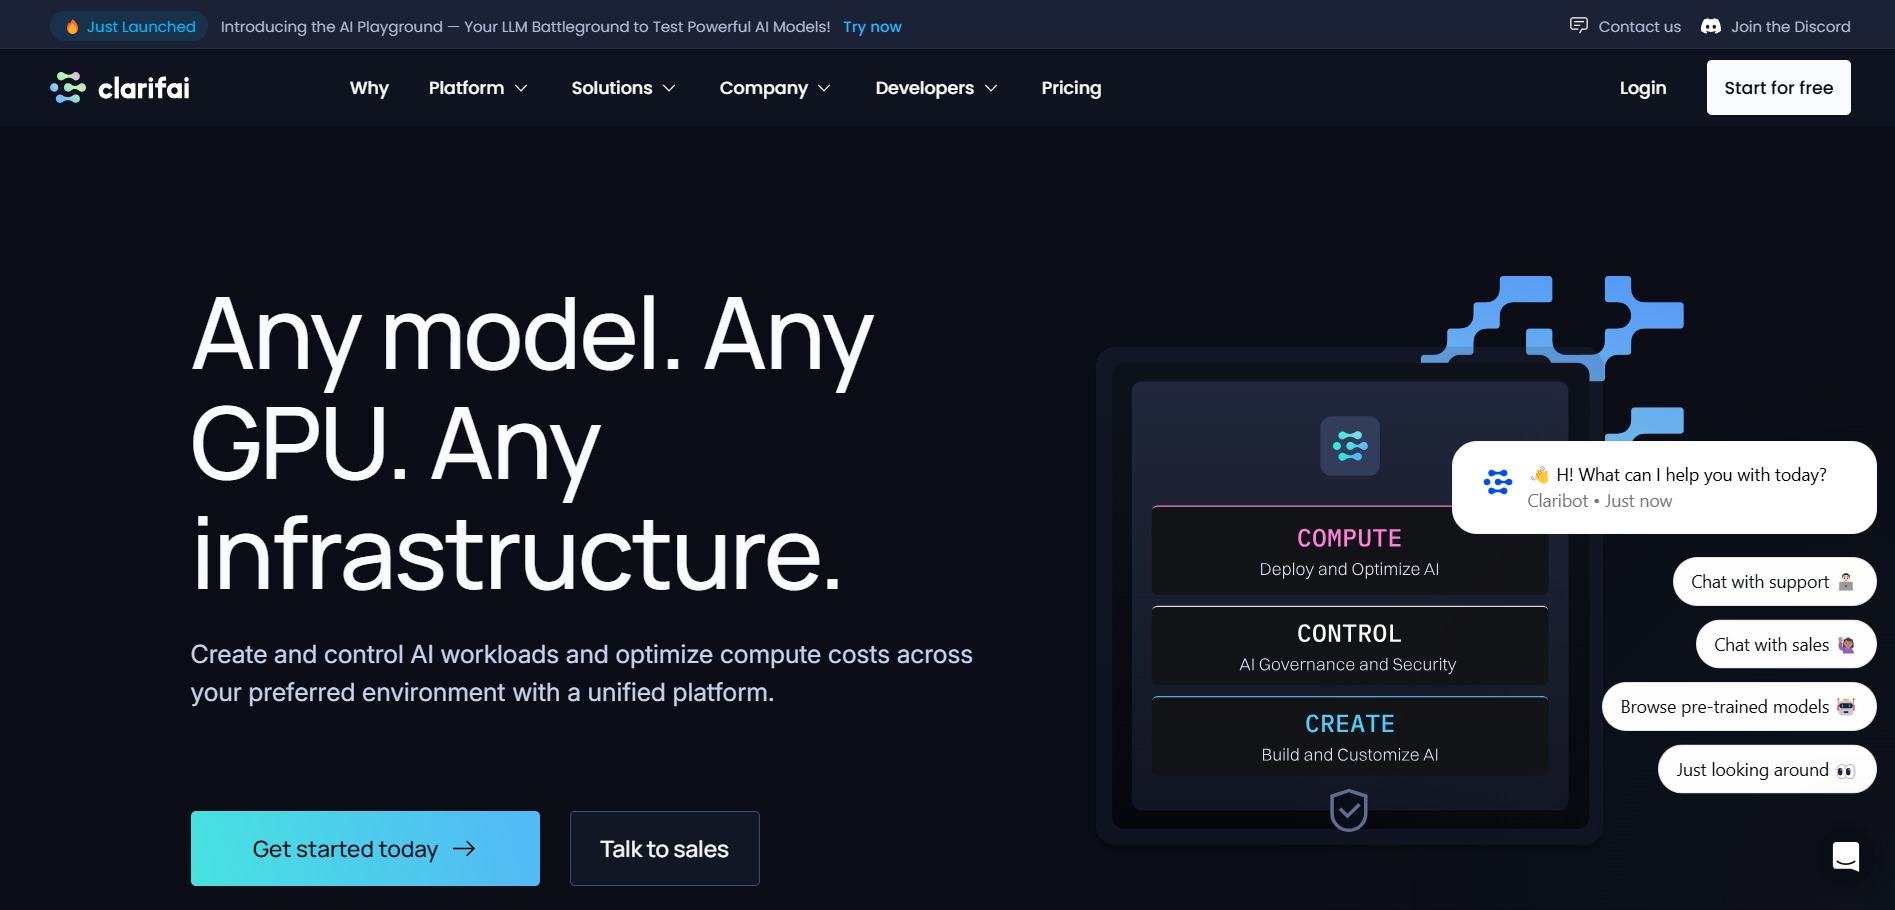 🔥 Just Launched Introducing the AI Playground — Your LLM Battleground to Test Powerful AI Models! Try now Contact us Join the Discord
clarifai Why Platform Solutions Company Developers Pricing Login Start for free
Any model. Any
GPU. Any
infrastructure.
Create and control AI workloads and optimize compute costs across
your preferred environment with a unified platform.
Get started today → Talk to sales
COMPUTE
Deploy and Optimize AI
CONTROL
AI Governance and Security
CREATE
Build and Customize AI
👋 H! What can I help you with today?
Claribot • Just now
Chat with support 👨🏻‍💻
Chat with sales 🙋🏽‍♀️
Browse pre-trained models 🤖
Just looking around 👀